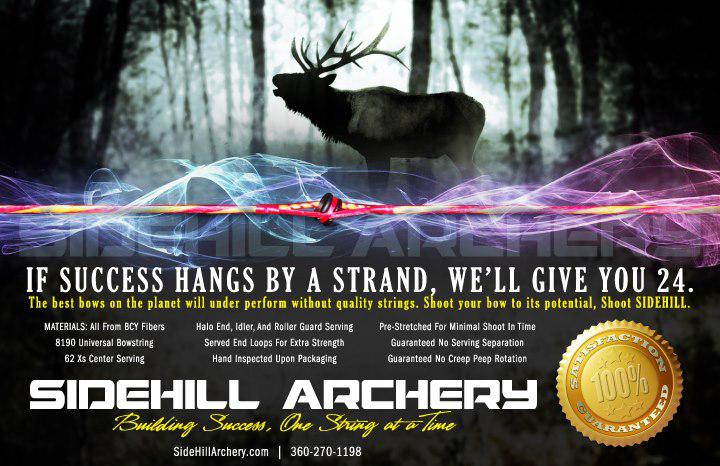 SIDEHILL ARCHERY
IF SUCCESS HANGS BY A STRAND, WE'LL GIVE YOU 24.
The best bows on the planet will under perform without quality strings. Shoot your bow to its potential, Shoot SIDEHILL.
MATERIALS: All From BCY Fibers
8190 Universal Bowstring
62 Xs Center Serving
Halo End, Idler, And Roller Guard Serving
Served End Loops For Extra Strength
Hand Inspected Upon Packaging
Pre-Stretched For Minimal Shoot In Time
Guaranteed No Serving Separation
Guaranteed No Creep Peep Rotation
SATISFACTION
100%
GUARANTEED
SIDEHILL ARCHERY
Building Success, One String at a Time
SideHillArchery.com | 360-270-1198